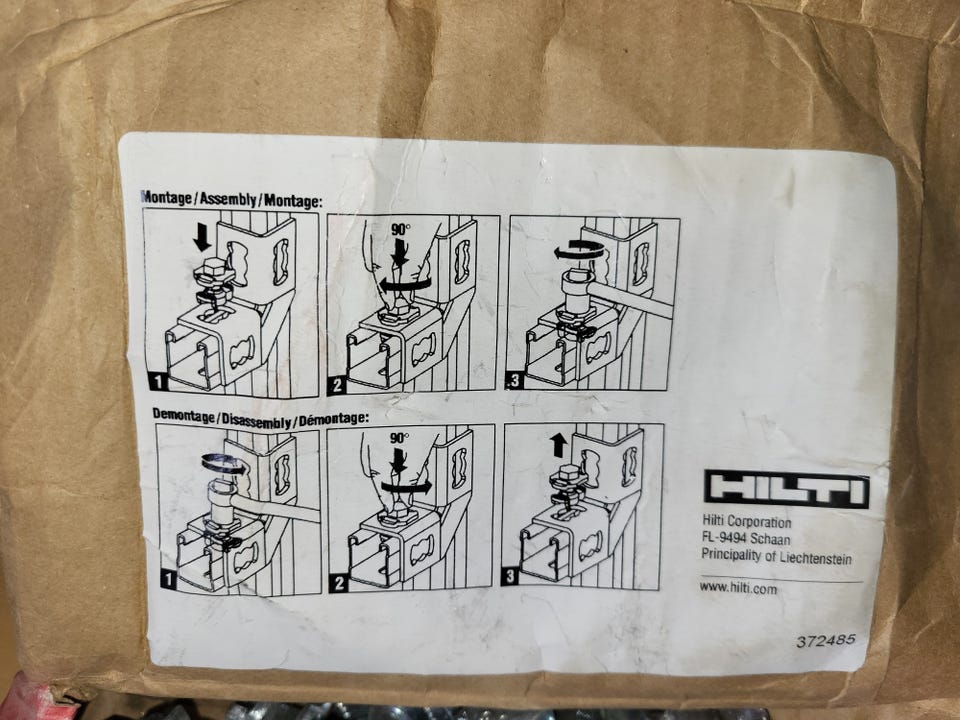 Montage/Assembly/Montage:
90°
1
2
3
Demontage/Disassembly/Démontage:
90°
1
2
3
HILTI
Hilti Corporation
FL-9494 Schaan
Principality of Liechtenstein
www.hilti.com
372485